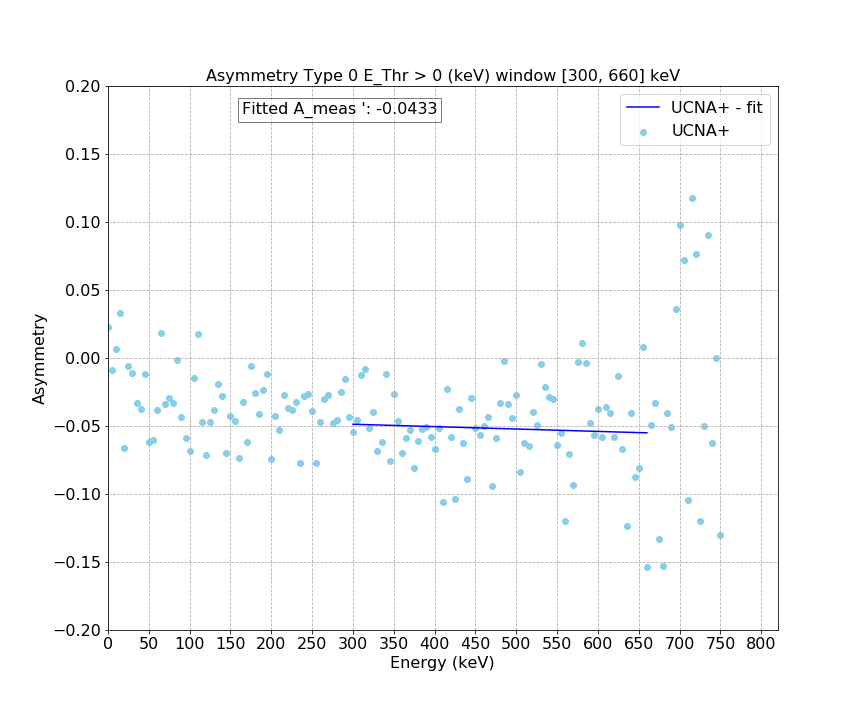 Asymmetry Type 0 E_Thr > 0 (keV) window [300, 660] keV
Fitted A_meas ': -0.0433
UCNA+ - fit
UCNA+
0.20
0.15
0.10
0.05
0.00
−0.05
−0.10
−0.15
−0.20
Asymmetry
0 50 100 150 200 250 300 350 400 450 500 550 600 650 700 750 800
Energy (keV)